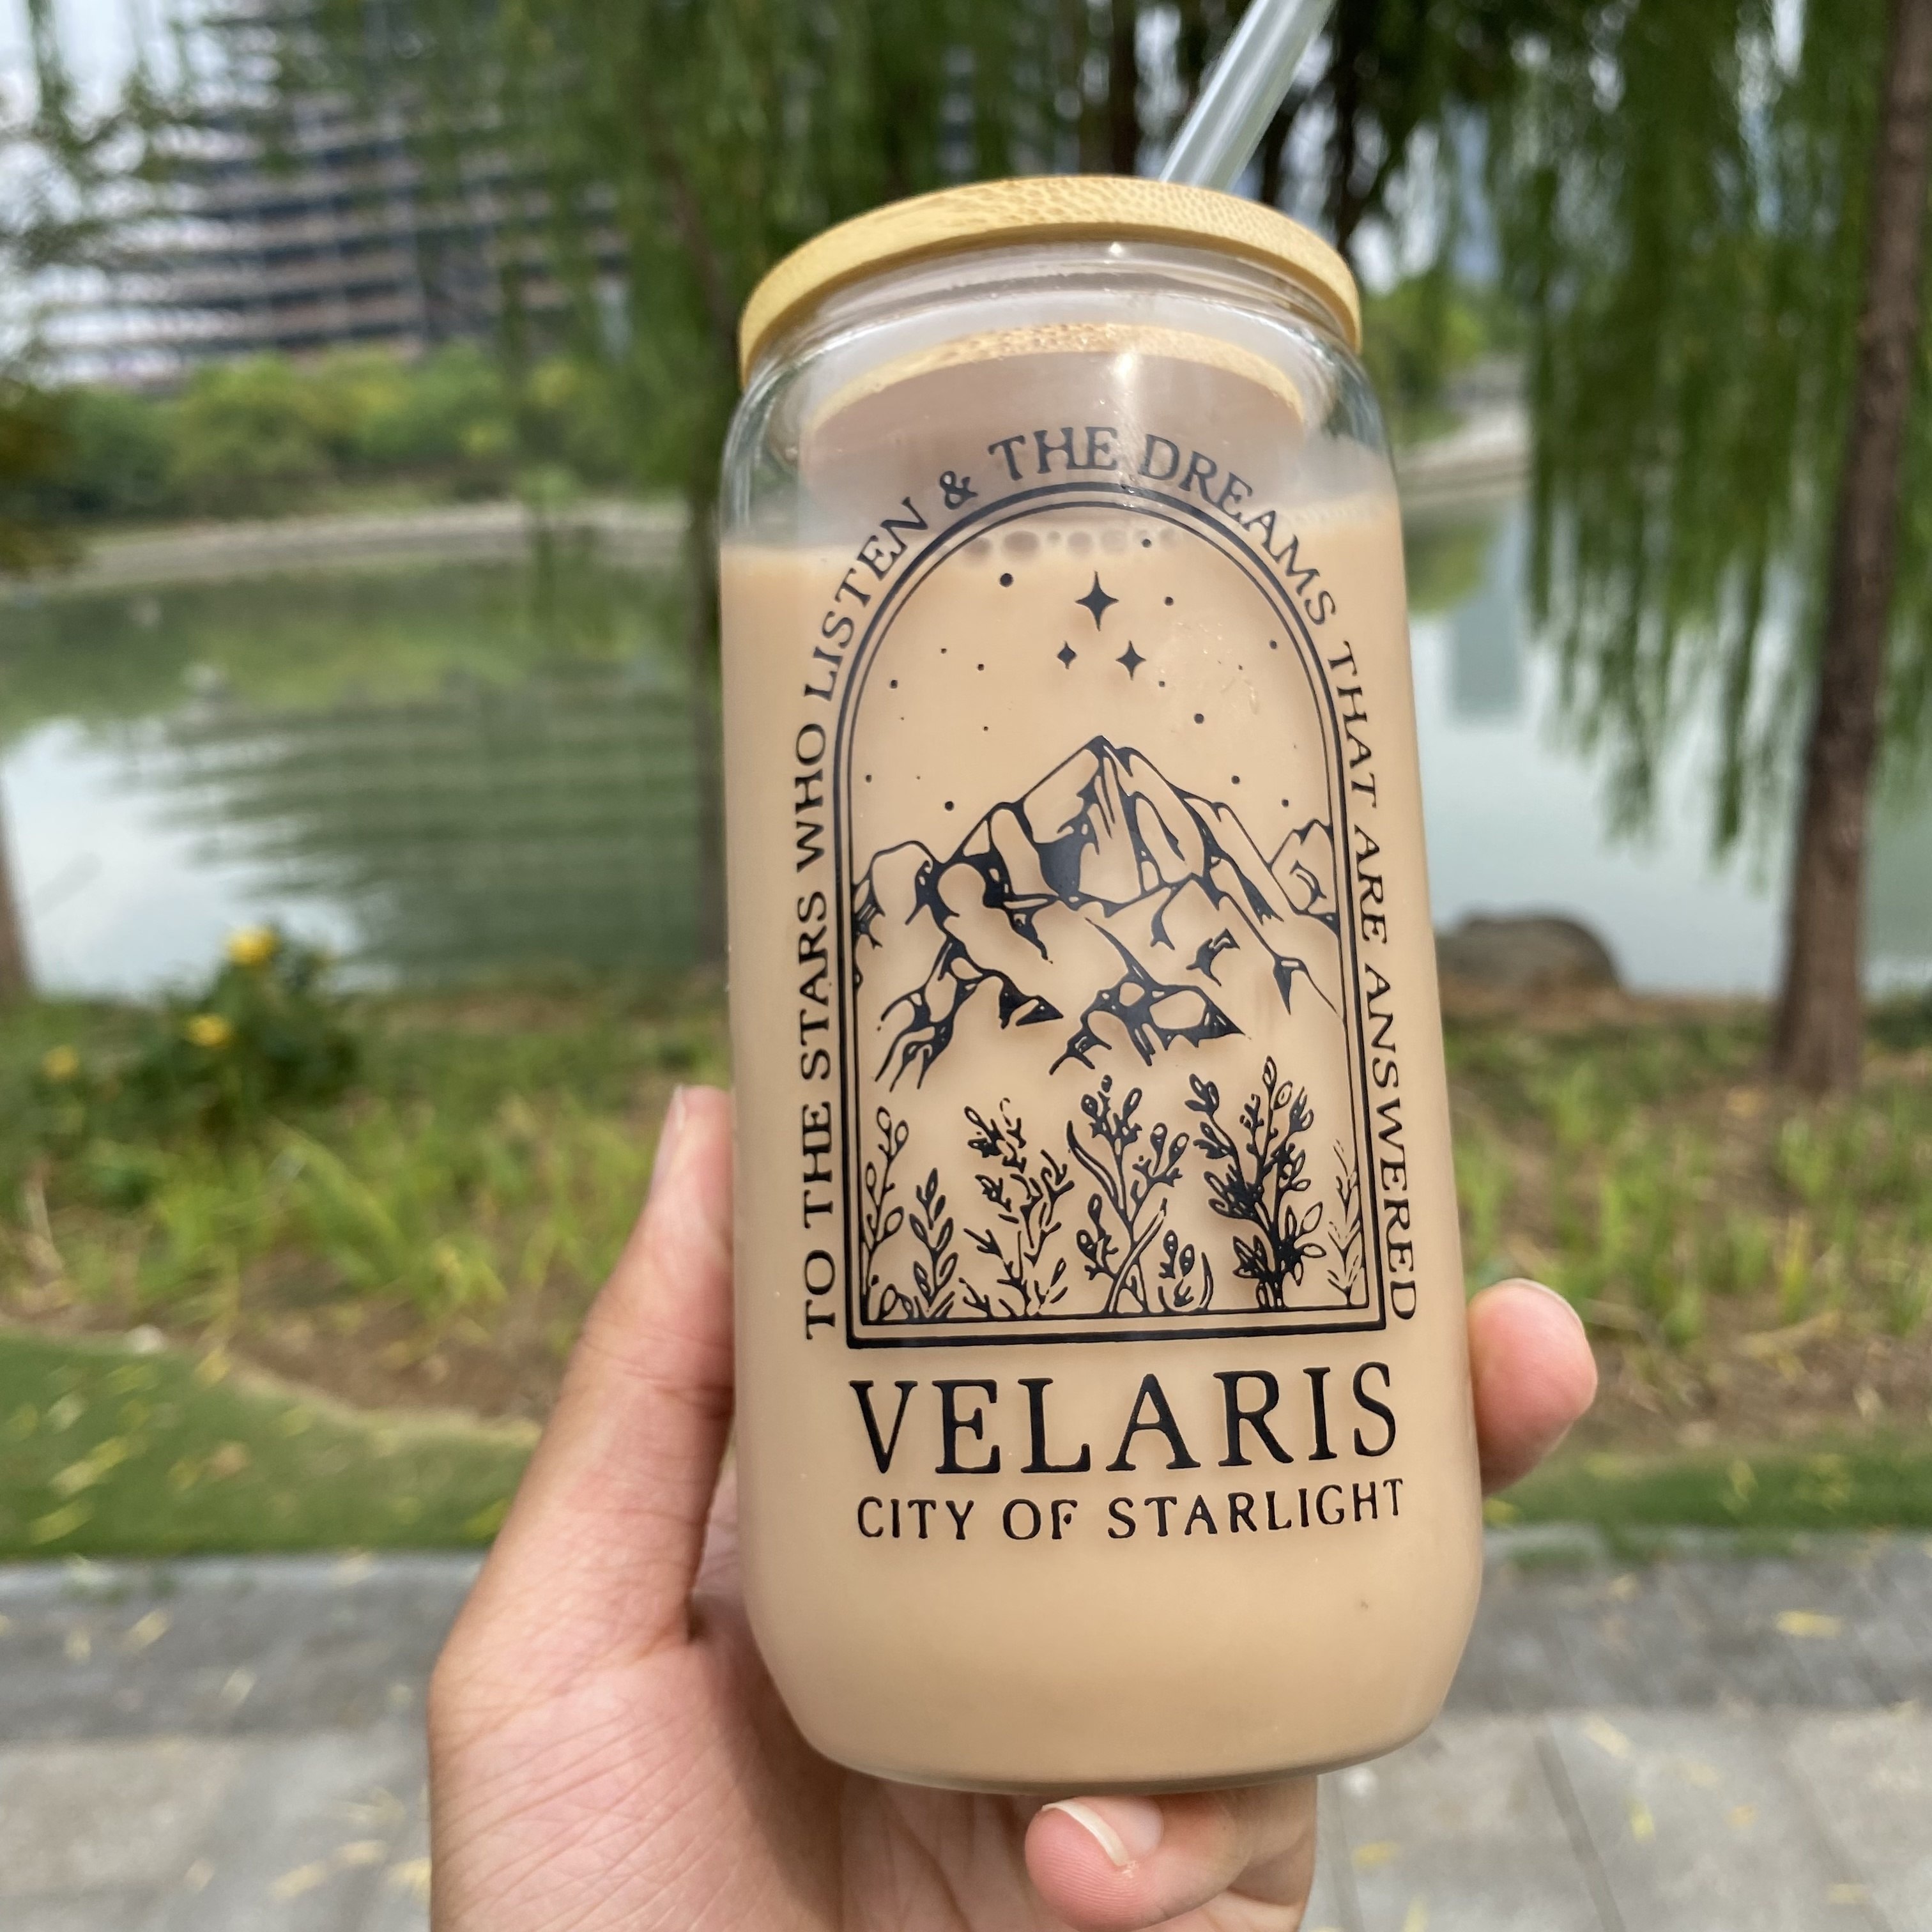 TO THE STARS WHO LISTEN & THE DREAMS THAT ARE ANSWERED
VELARIS
CITY OF STARLIGHT